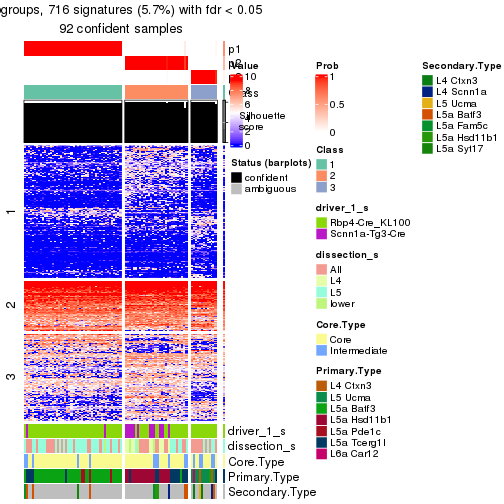 groups, 716 signatures (5.7%) with fdr < 0.05
92 confident samples
p1
Value
10
8
6
4
2
0
Silhouette
score
Status (barplots)
confident
ambiguous
Prob
1
0.5
0
Class
1
2
3
driver_1_s
Rbp4-Cre_KL100
Scnn1a-Tg3-Cre
dissection_s
All
L4
L5
lower
Core.Type
Core
Intermediate
Primary.Type
L4 Ctxn3
L5 Ucma
L5a Batf3
L5a Hsd11b1
L5a Pde1c
L5a Tcerg1l
L6a Car12
Secondary.Type
L4 Ctxn3
L4 Scnn1a
L5 Ucma
L5a Batf3
L5a Fam5c
L5a Hsd11b1
L5a Syt17
1
2
3
driver_1_s
dissection_s
Core.Type
Primary.Type
Secondary.Type